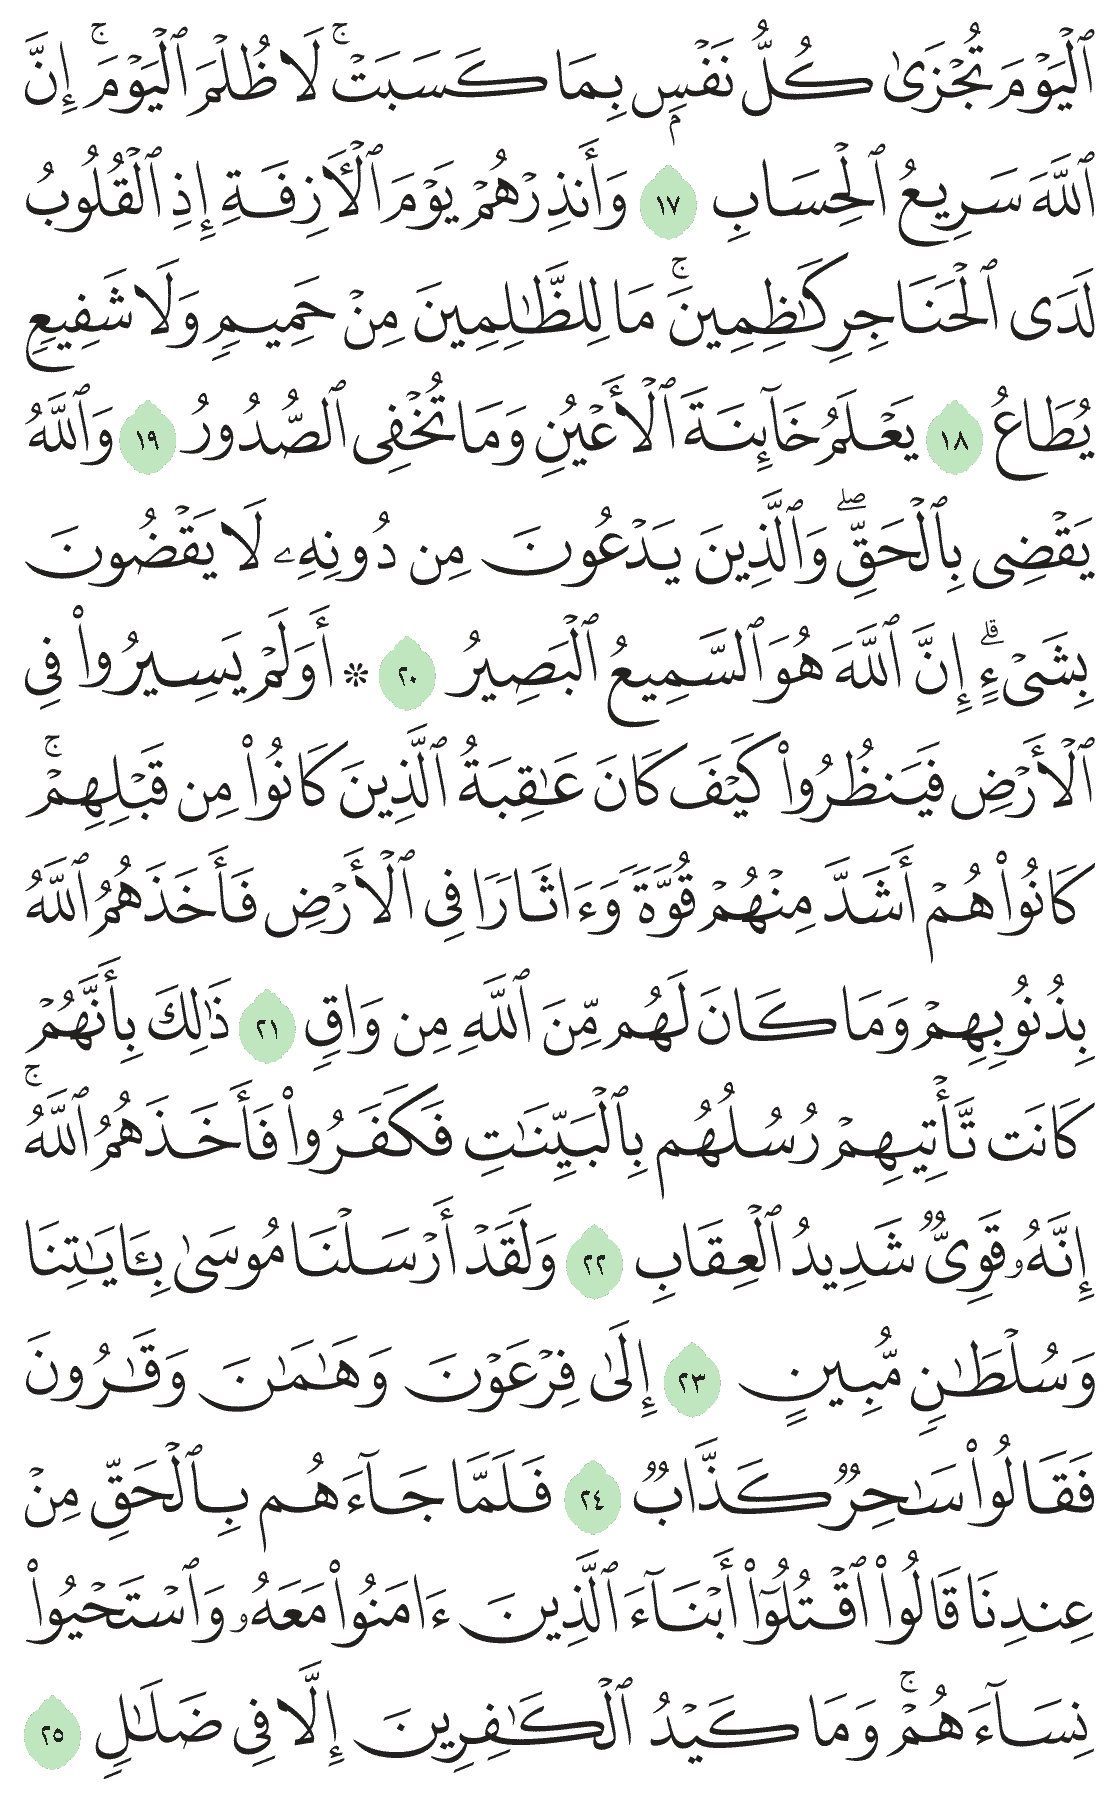 ٱلۡيَوۡمَ تُجۡزَىٰ كُلُّ نَفۡسِۭ بِمَا كَسَبَتۡۚ لَا ظُلۡمَ ٱلۡيَوۡمَۚ إِنَّ
ٱللَّهَ سَرِيعُ ٱلۡحِسَابِ ١٧ وَأَنذِرۡهُمۡ يَوۡمَ ٱلۡأٓزِفَةِ إِذِ ٱلۡقُلُوبُ
لَدَى ٱلۡحَنَاجِرِ كَٰظِمِينَۚ مَا لِلظَّٰلِمِينَ مِنۡ حَمِيمٖ وَلَا شَفِيعٖ
يُطَاعُ ١٨ يَعۡلَمُ خَآئِنَةَ ٱلۡأَعۡيُنِ وَمَا تُخۡفِي ٱلصُّدُورُ ١٩ وَٱللَّهُ
يَقۡضِي بِٱلۡحَقِّۖ وَٱلَّذِينَ يَدۡعُونَ مِن دُونِهِۦ لَا يَقۡضُونَ
بِشَيۡءٍۗ إِنَّ ٱللَّهَ هُوَ ٱلسَّمِيعُ ٱلۡبَصِيرُ ٢٠ ۞ أَوَلَمۡ يَسِيرُواْ فِي
ٱلۡأَرۡضِ فَيَنظُرُواْ كَيۡفَ كَانَ عَٰقِبَةُ ٱلَّذِينَ كَانُواْ مِن قَبۡلِهِمۡۚ
كَانُواْ هُمۡ أَشَدَّ مِنۡهُمۡ قُوَّةٗ وَءَاثَارٗا فِي ٱلۡأَرۡضِ فَأَخَذَهُمُ ٱللَّهُ
بِذُنُوبِهِمۡ وَمَا كَانَ لَهُم مِّنَ ٱللَّهِ مِن وَاقٖ ٢١ ذَٰلِكَ بِأَنَّهُمۡ
كَانَت تَّأۡتِيهِمۡ رُسُلُهُم بِٱلۡبَيِّنَٰتِ فَكَفَرُواْ فَأَخَذَهُمُ ٱللَّهُۚ
إِنَّهُۥ قَوِيّٞ شَدِيدُ ٱلۡعِقَابِ ٢٢ وَلَقَدۡ أَرۡسَلۡنَا مُوسَىٰ بِـَٔايَٰتِنَا
وَسُلۡطَٰنٖ مُّبِينٍ ٢٣ إِلَىٰ فِرۡعَوۡنَ وَهَٰمَٰنَ وَقَٰرُونَ
فَقَالُواْ سَٰحِرٞ كَذَّابٞ ٢٤ فَلَمَّا جَآءَهُم بِٱلۡحَقِّ مِنۡ
عِندِنَا قَالُواْ ٱقۡتُلُوٓاْ أَبۡنَآءَ ٱلَّذِينَ ءَامَنُواْ مَعَهُۥ وَٱسۡتَحۡيُواْ
نِسَآءَهُمۡۚ وَمَا كَيۡدُ ٱلۡكَٰفِرِينَ إِلَّا فِي ضَلَٰلٖ ٢٥